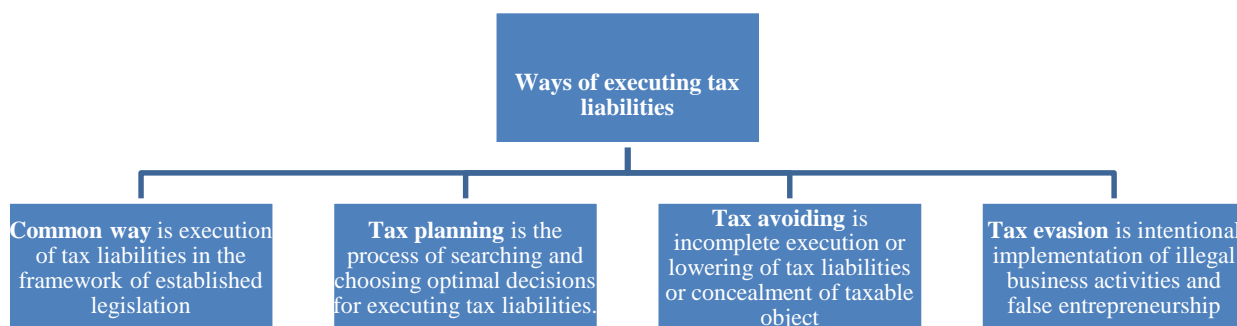 Ways of executing tax
liabilities
Common way is execution
of tax liabilities in the
framework of established
legislation
Tax planning is the
process of searching and
choosing optimal decisions
for executing tax liabilities.
Tax avoiding is
incomplete execution or
lowering of tax liabilities
or concealment of taxable
object
Tax evasion is intentional
implementation of illegal
business activities and
false entrepreneurship